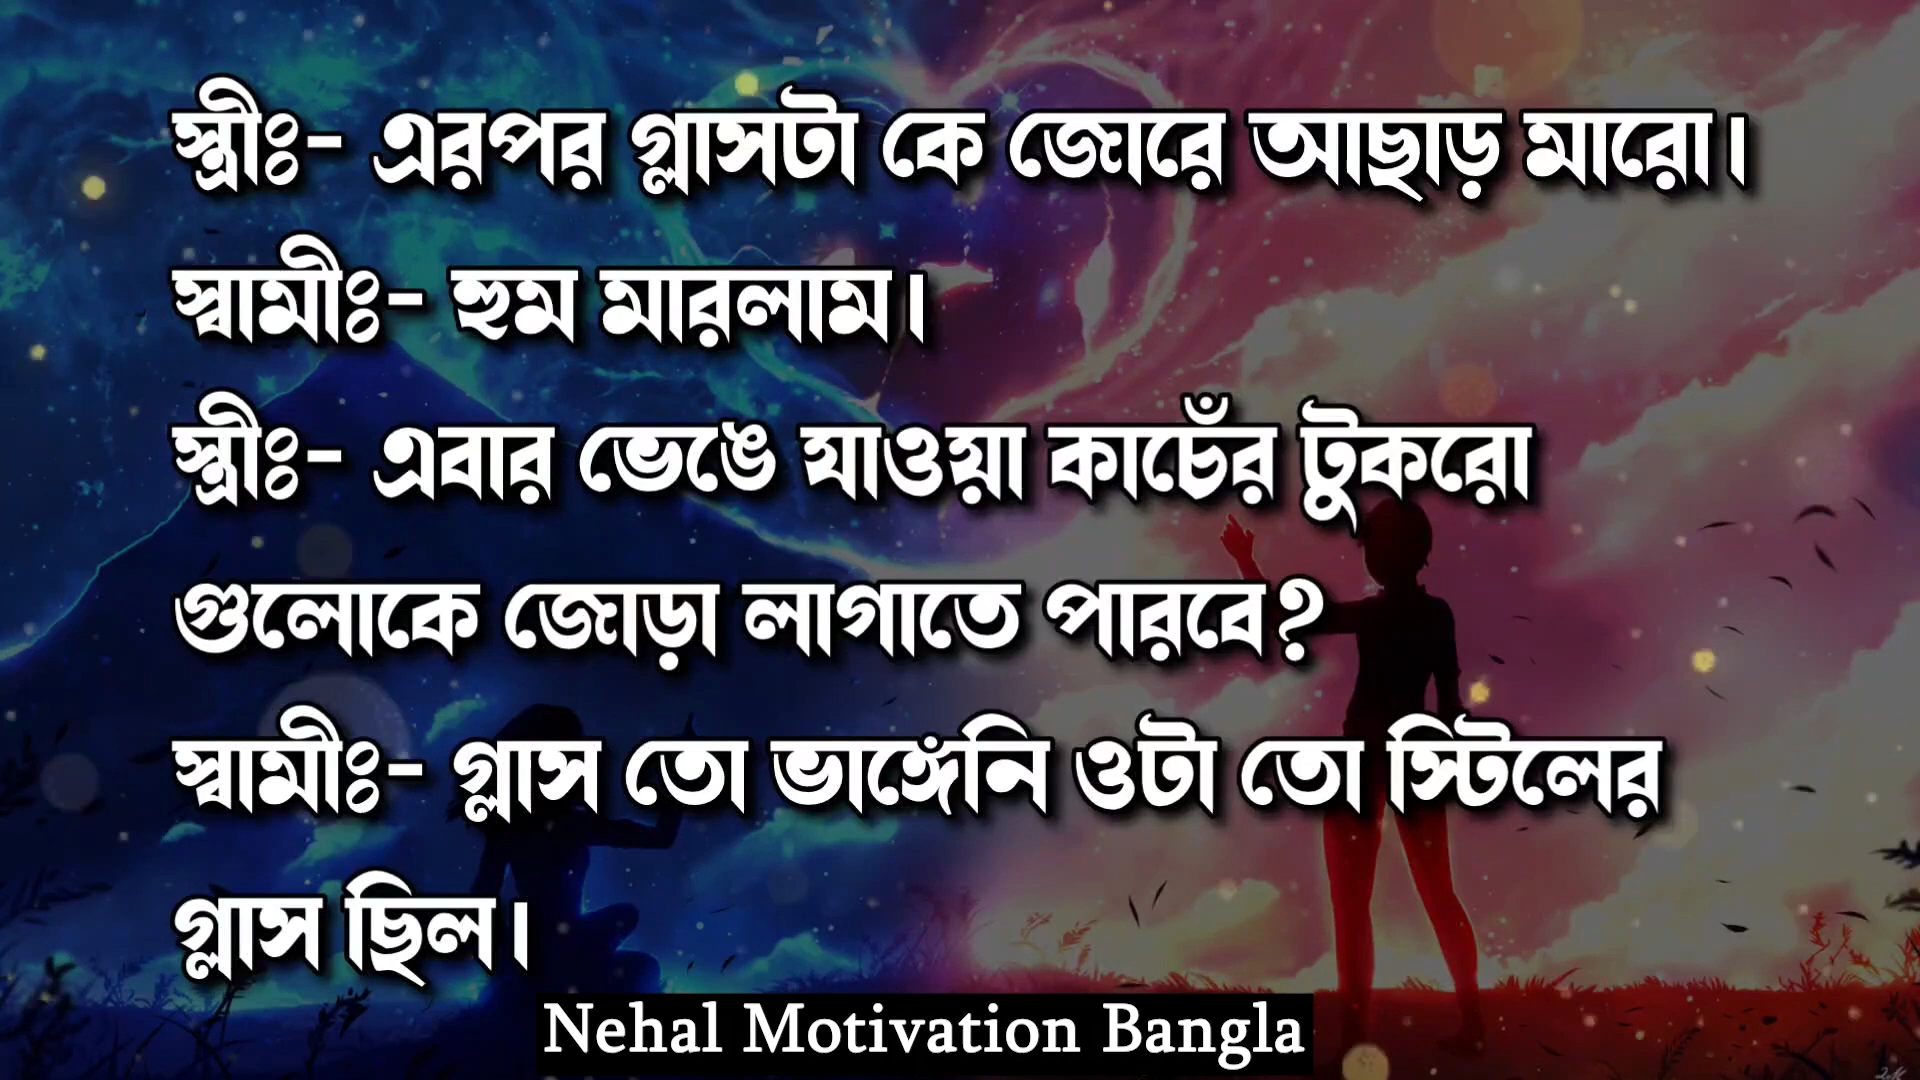 স্ত্রীঃ- এরপর গ্লাসটা কে জোরে আছাড় মারো।
স্বামীঃ- হুম মারলাম।
স্ত্রীঃ- এবার ভেঙে যাওয়া কাচেঁর টুকরো
গুলোকে জোড়া লাগাতে পারবে?
স্বামীঃ- গ্লাস তো ভাঙ্গেনি ওটা তো স্টিলের
গ্লাস ছিল।
Nehal Motivation Bangla